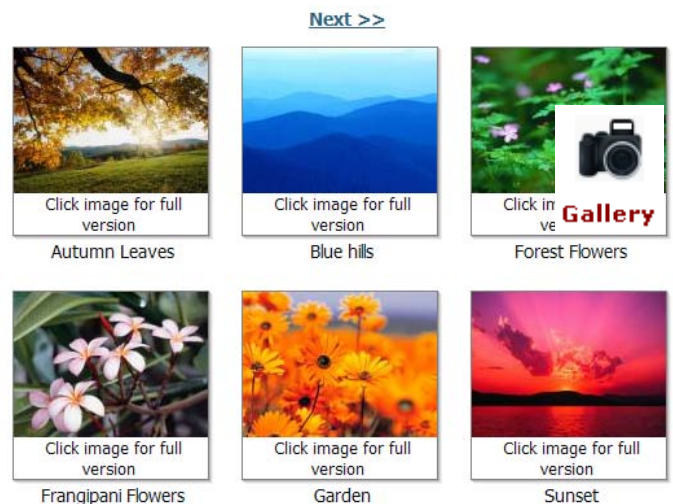 Next >>
Click image for full
version
Autumn Leaves
Click image for full
version
Blue hills
Click
Gallery
Forest Flowers
Click image for full
version
Frangipani Flowers
Click image for full
version
Garden
Click image for full
version
Sunset